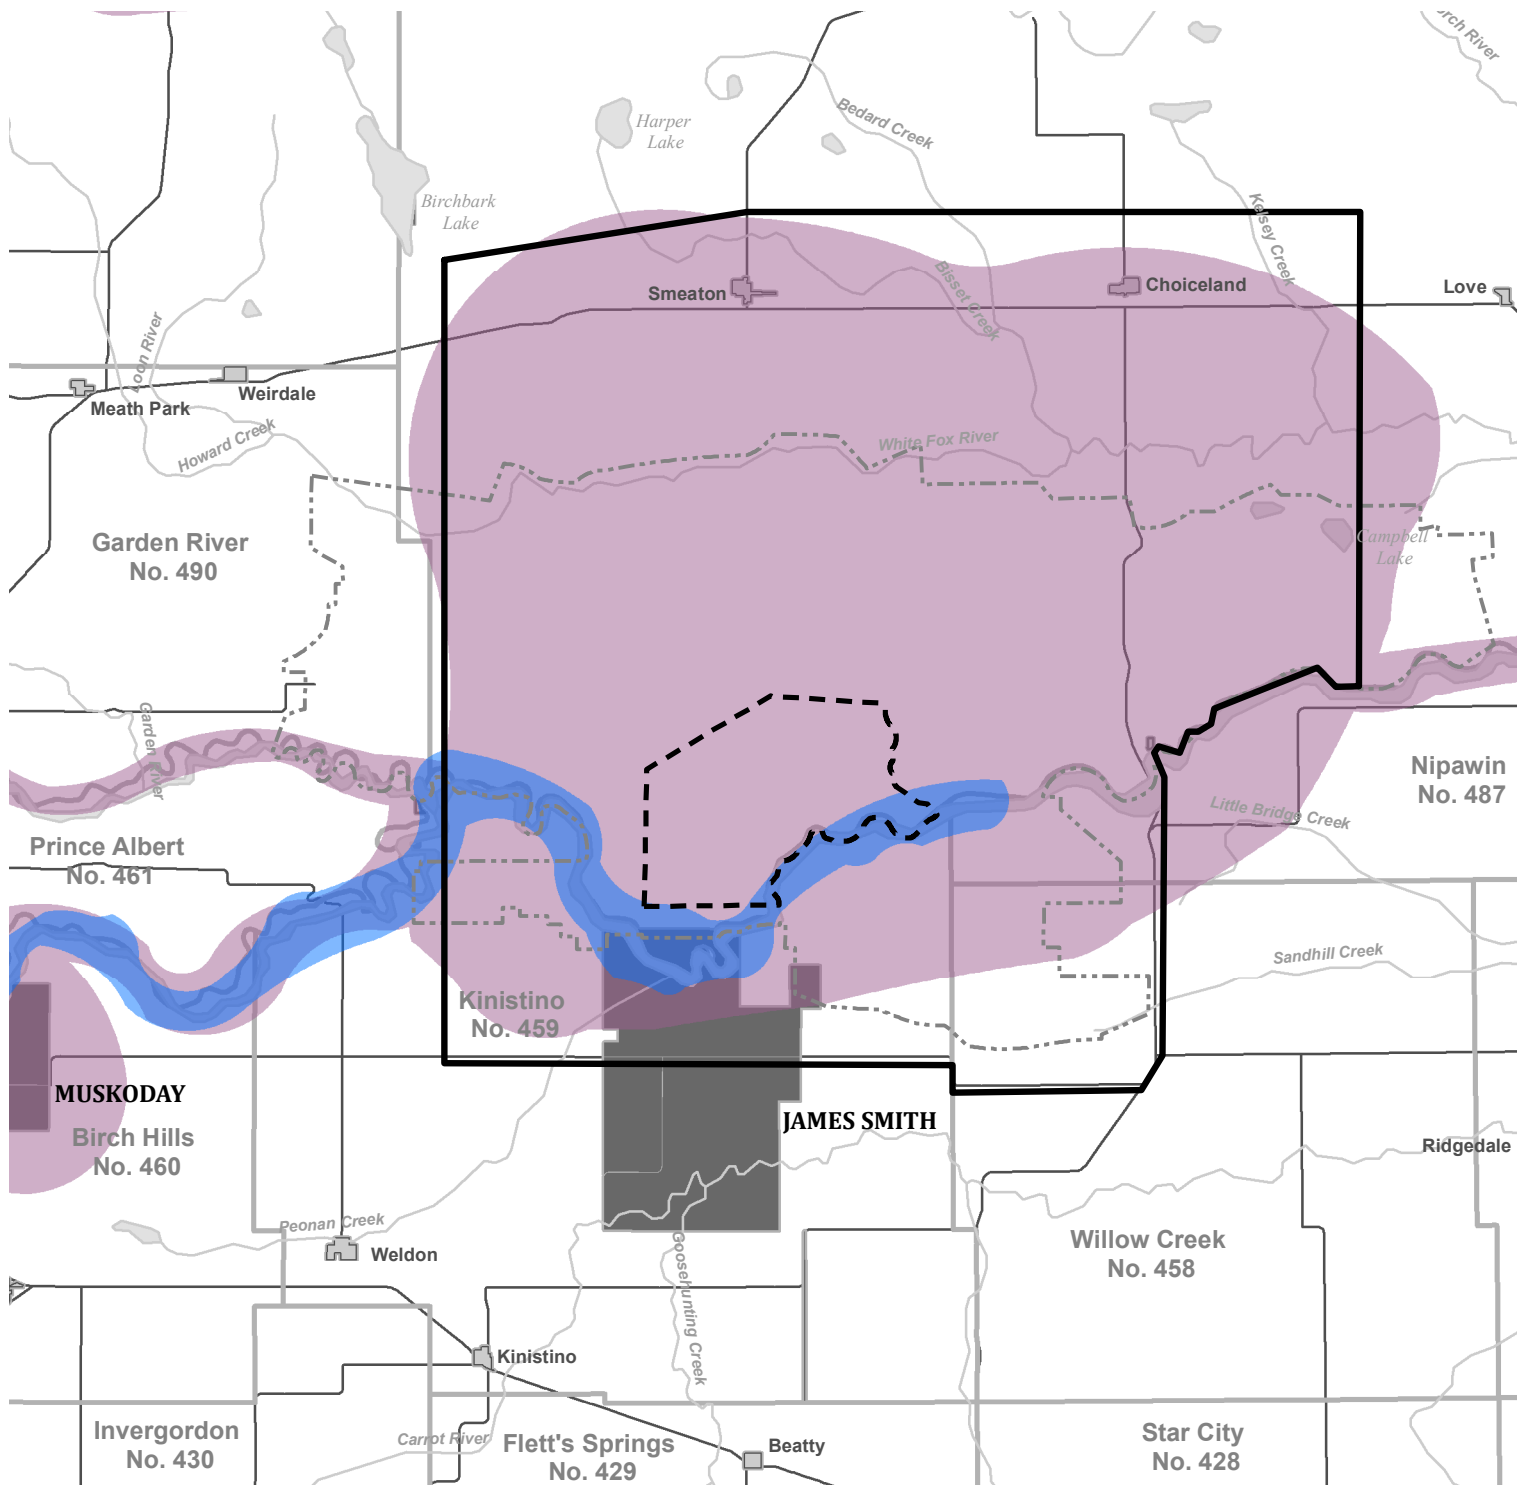 Birch River
Harper
Lake
Bedard Creek
Birchbark
Lake
Kelsey Creek
Bisset Creek
Smeaton
Choiceland
Love
Loon River
Weirdale
Meath Park
Howard Creek
White Fox River
Garden River
No. 490
Campbell
Lake
Garden River
Nipawin
No. 487
Little Bridge Creek
Prince Albert
No. 461
Sandhill Creek
Kinistino
No. 459
MUSKODAY
JAMES SMITH
Birch Hills
No. 460
Ridgedale
Peonan Creek
Weldon
Willow Creek
No. 458
Goosehunting Creek
Kinistino
Invergordon
No. 430
Carrot River
Flett's Springs
No. 429
Beatty
Star City
No. 428